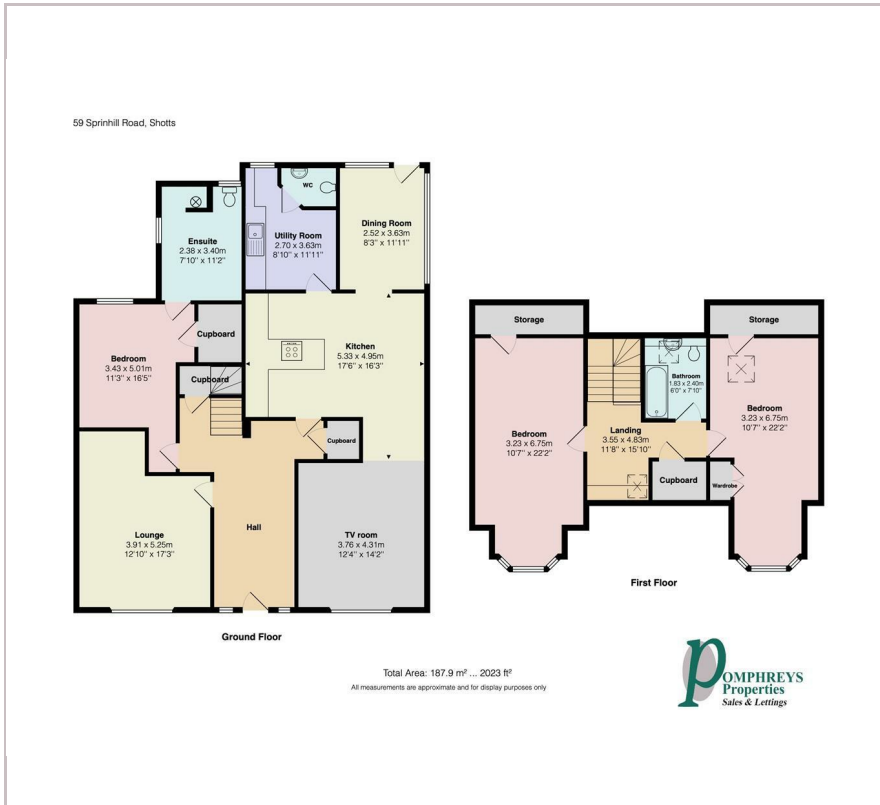 59 Sprinhill Road, Shotts
WC
Ensuite
2.38 x 3.40m
7'10" x 11'2"
Utility Room
2.70 x 3.63m
8'10" x 11'11"
Dining Room
2.52 x 3.63m
8'3" x 11'11"
Bedroom
3.43 x 5.01m
11'3" x 16'5"
Cupboard
Cupboard
Kitchen
5.33 x 4.95m
17'6" x 16'3"
Cupboard
Lounge
3.91 x 5.25m
12'10" x 17'3"
Hall
TV room
3.76 x 4.31m
12'4" x 14'2"
Ground Floor
Storage
Storage
Bedroom
3.23 x 6.75m
10'7" x 22'2"
Landing
3.55 x 4.83m
11'8" x 15'10"
Bathroom
1.83 x 2.40m
6'0" x 7'10"
Bedroom
3.23 x 6.75m
10'7" x 22'2"
Cupboard
Wardrobe
First Floor
Total Area: 187.9 m² ... 2023 ft²
All measurements are approximate and for display purposes only
POMPHREYS
Properties
Sales & Lettings